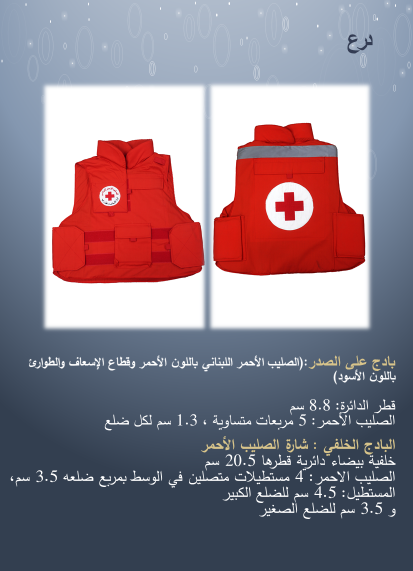 درع
بادج على الصدر:(الصليب الأحمر اللبناني باللون الأحمر وقطاع الإسعاف والطوارئ
باللون الأسود)
قطر الدائرة: 8.8 سم
الصليب الأحمر: 5 مربعات متساوية ، 1.3 سم لكل ضلع
البادج الخلفي : شارة الصليب الأحمر
خلفية بيضاء دائرية قطرها 20.5 سم
الصليب الاحمر: 4 مستطيلات متصلين في الوسط بمربع ضلعه 3.5 سم،
المستطيل: 4.5 سم للضلع الكبير
و 3.5 سم للضلع الصغير